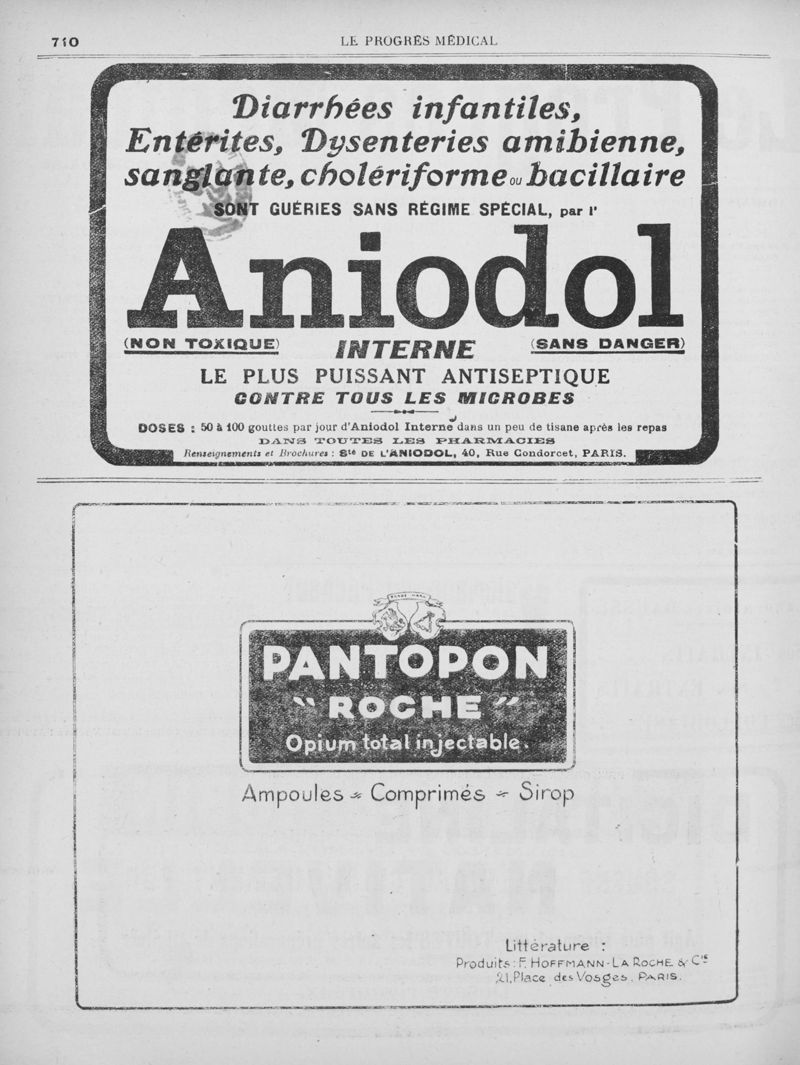 710
LE PROGRÈS MÉDICAL
Diarrhées infantiles,
Entérites, Dysenteries amibienne,
sanglante, cholériforme ou bacillaire
SONT GUÉRIES SANS RÉGIME SPÉCIAL, par l'
Aniodol
(NON TOXIQUE) INTERNE (SANS DANGER)
LE PLUS PUISSANT ANTISEPTIQUE
CONTRE TOUS LES MICROBES
DOSES : 50 à 100 gouttes par jour d'Aniodol Interne dans un peu de tisane après les repas
DANS TOUTES LES PHARMACIES
Renseignements et Brochures : Sté DE L'ANIODOL, 40, Rue Condorcet, PARIS.
TRADE MARK
PANTOPON
"ROCHE"
Opium total injectable.
Ampoules - Comprimés - Sirop
Littérature :
Produits: F. HOFFMANN-LA ROCHE & Cie
21, Place des Vosges. PARIS.